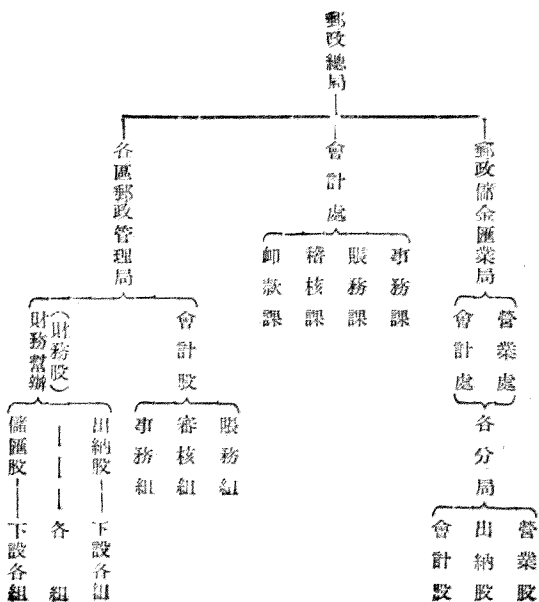 郵政總局
郵政儲金匯業局
會計處
各區郵政管理局
營業處
會計處
各分局
營業股
出納股
會計股
事務課
賬務課
稽核課
會計股
財務幫辦
(財務股)
賬務組
審核組
事務組
出納股——下設各組
———各組
儲匯股——下設各組